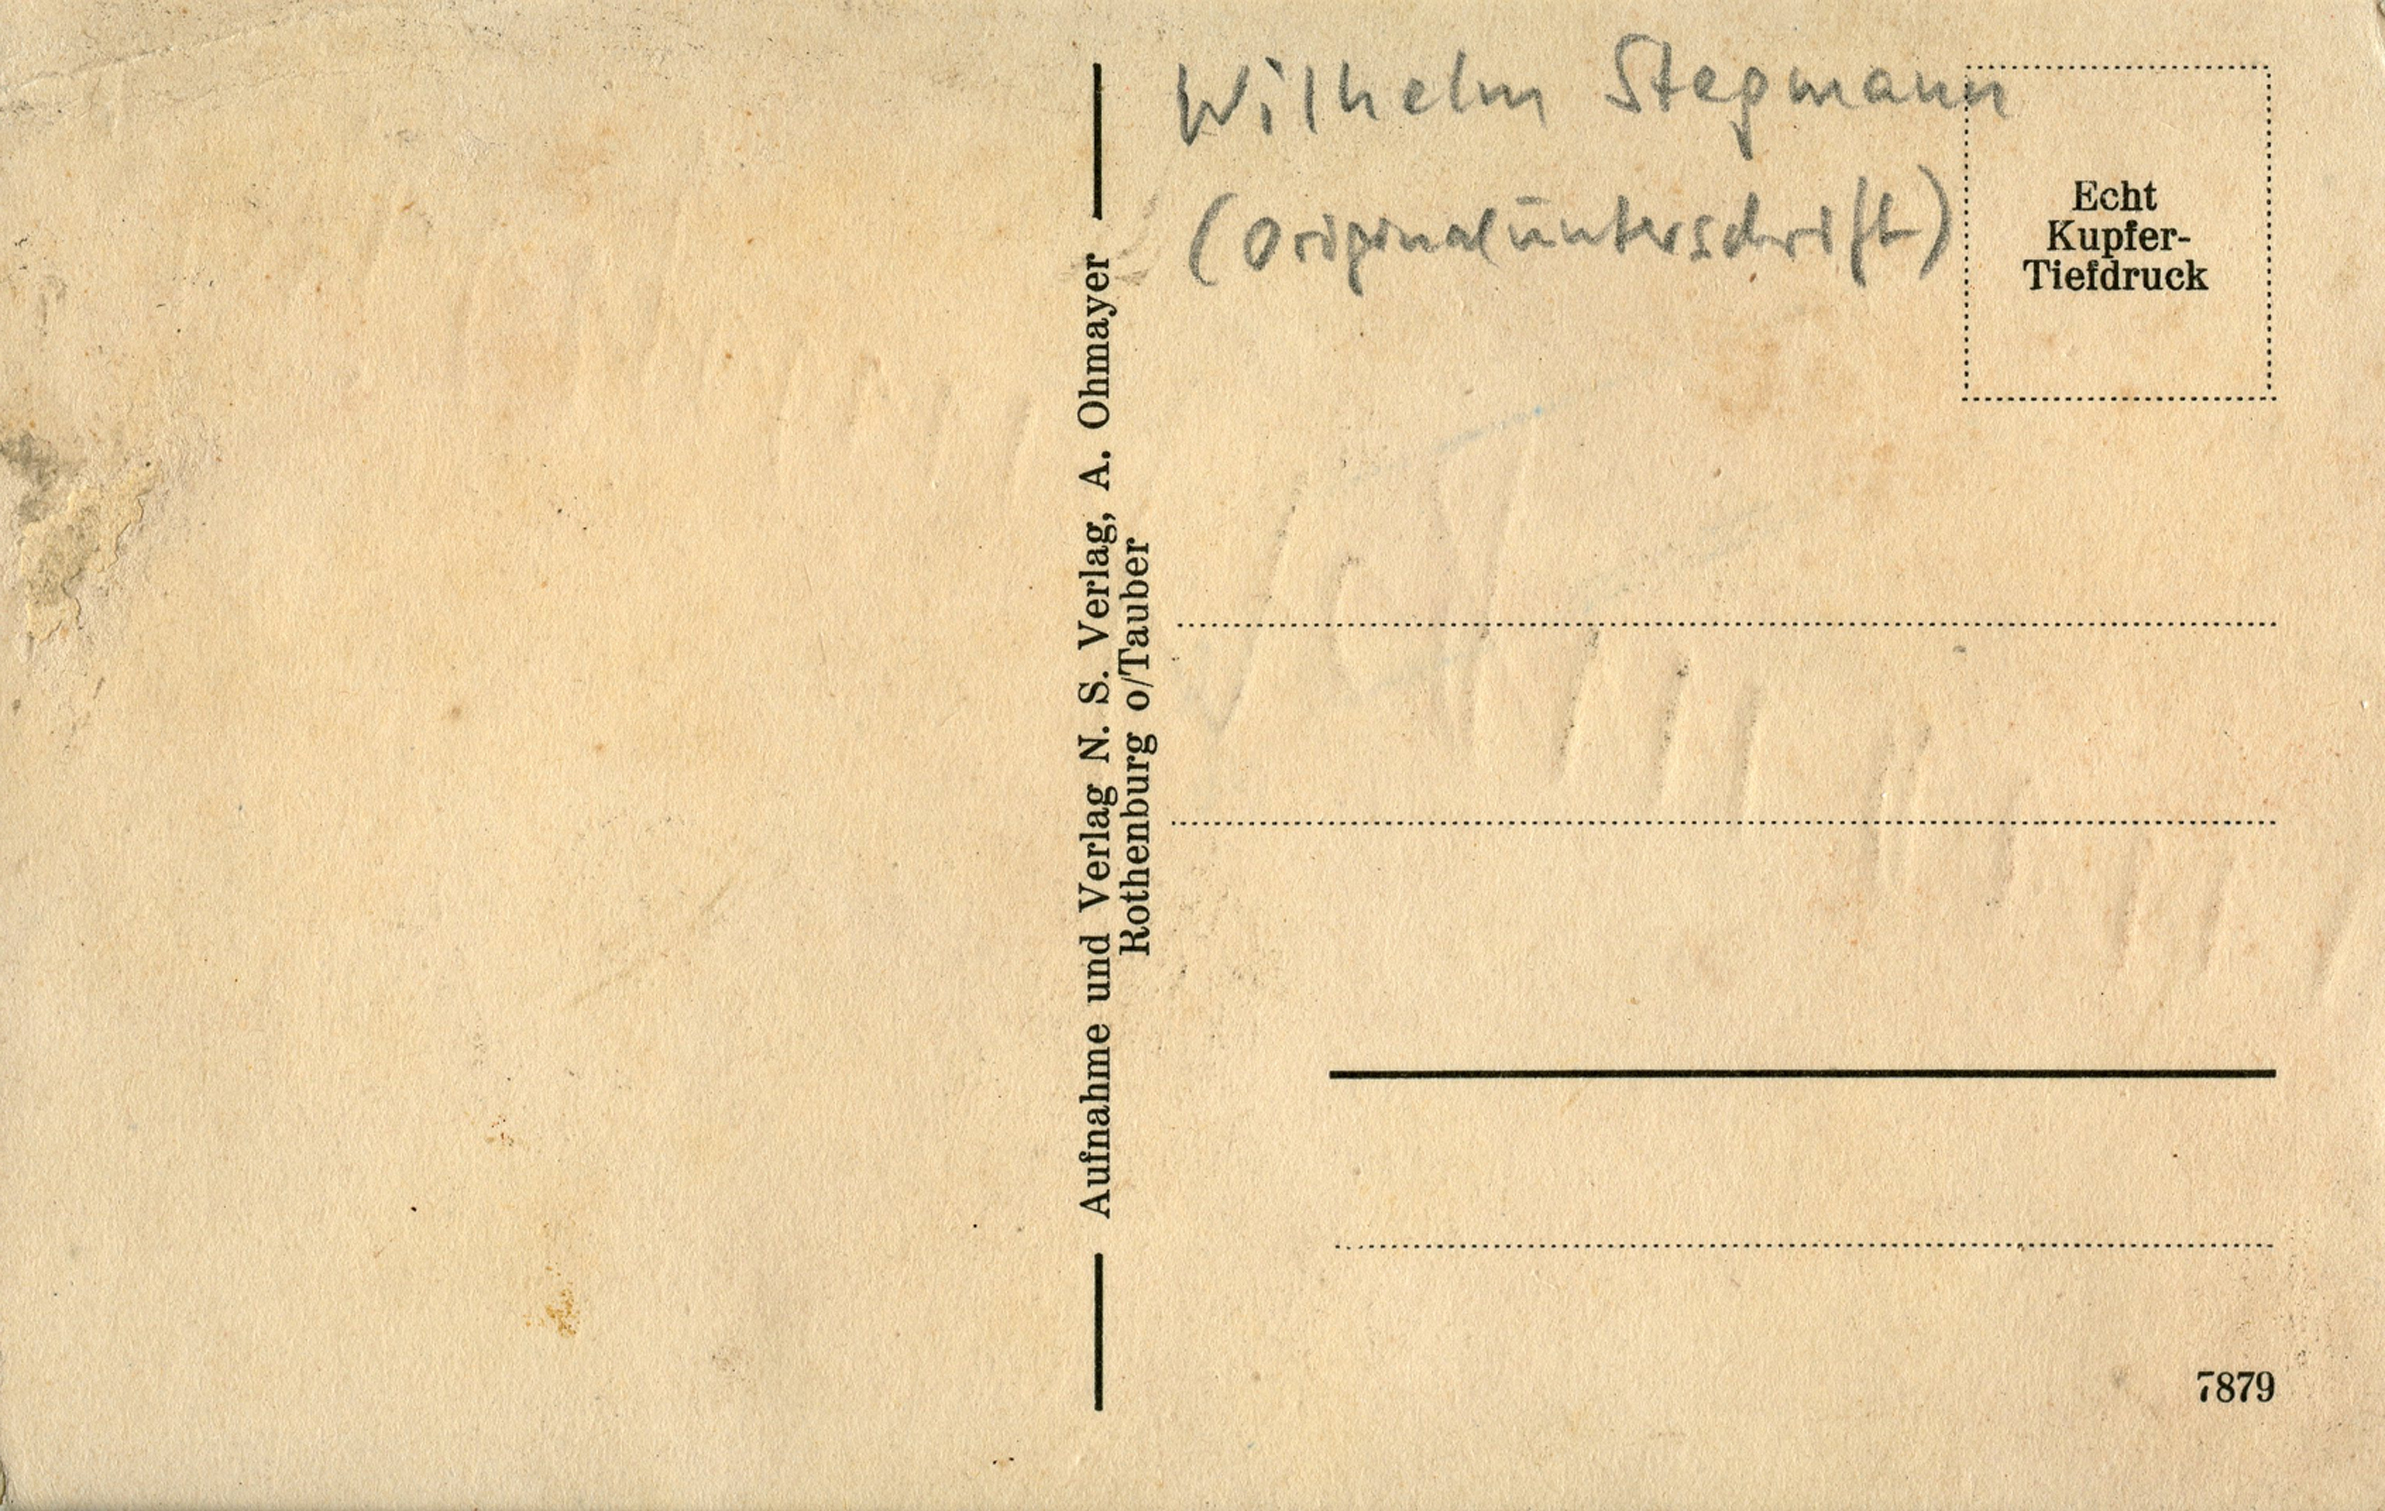 Wilhelm Stegmann
(Originalunterschrift)
Echt
Kupfer-
Tiefdruck
Aufnahme und Verlag N. S. Verlag, A. Ohmayer
Rothenburg o/Tauber
7879